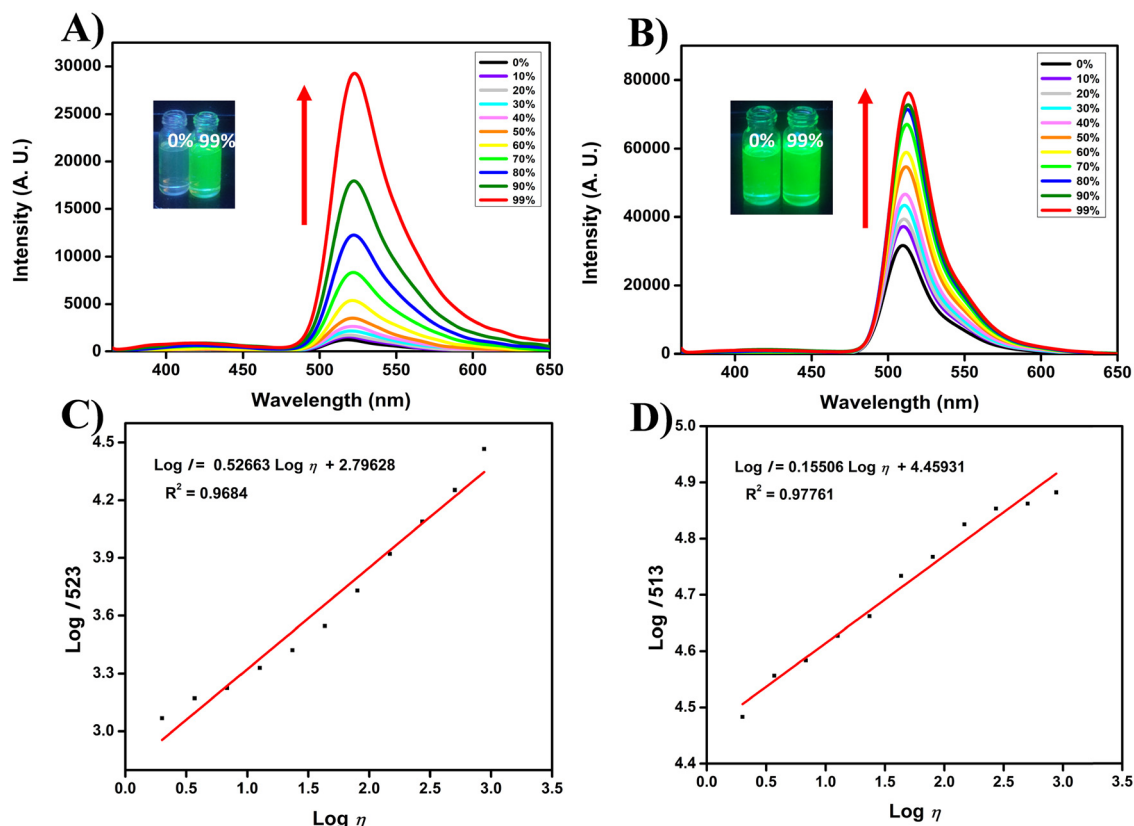 A)
30000
25000
20000
15000
10000
5000
0
Intensity (A. U.)
0% 99%
0%
10%
20%
30%
40%
50%
60%
70%
80%
90%
99%
400 450 500 550 600 650
Wavelength (nm)
B)
80000
60000
40000
20000
0
Intensity (A. U.)
0% 99%
0%
10%
20%
30%
40%
50%
60%
70%
80%
90%
99%
400 450 500 550 600 650
Wavelength (nm)
C)
4.5
4.2
3.9
3.6
3.3
3.0
Log I 523
Log I = 0.52663 Log η + 2.79628
R² = 0.9684
0.0 0.5 1.0 1.5 2.0 2.5 3.0
Log η
D)
5.0
4.9
4.8
4.7
4.6
4.5
4.4
Log I 513
Log I = 0.15506 Log η + 4.45931
R² = 0.97761
0.0 0.5 1.0 1.5 2.0 2.5 3.0 3.5
Log η